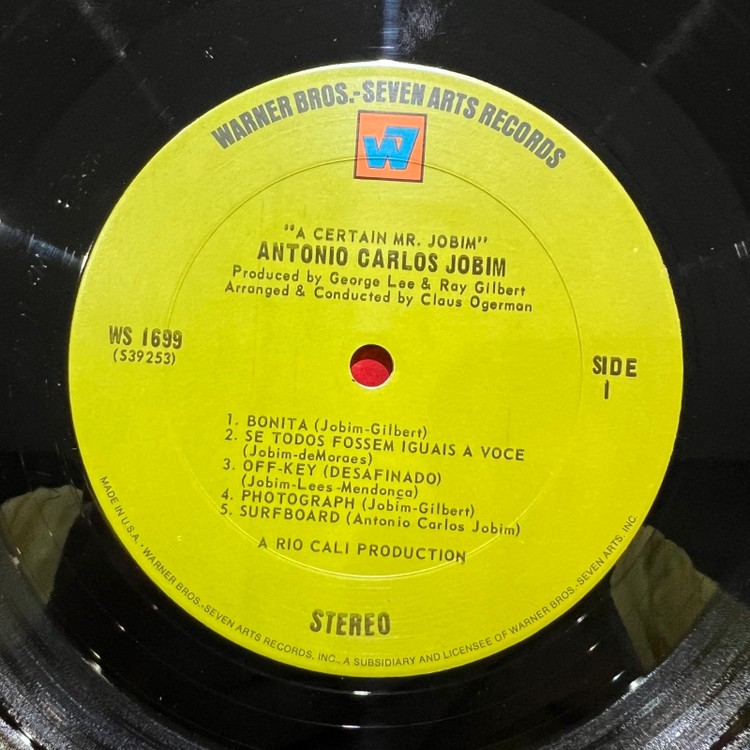 WARNER BROS.-SEVEN ARTS RECORDS
W7
"A CERTAIN MR. JOBIM"
ANTONIO CARLOS JOBIM
Produced by George Lee & Ray Gilbert
Arranged & Conducted by Claus Ogerman
WS 1699
(S39253)
SIDE
1
1. BONITA (Jobim-Gilbert)
2. SE TODOS FOSSEM IGUAIS A VOCE
(Jobim-deMoraes)
3. OFF-KEY (DESAFINADO)
(Jobim-Lees-Mendonça)
4. PHOTOGRAPH (Jobim-Gilbert)
5. SURFBOARD (Antonio Carlos Jobim)
A RIO CALI PRODUCTION
STEREO
MADE IN U.S.A. • WARNER BROS.-SEVEN ARTS RECORDS, INC., A SUBSIDIARY AND LICENSEE OF WARNER BROS.-SEVEN ARTS, INC.